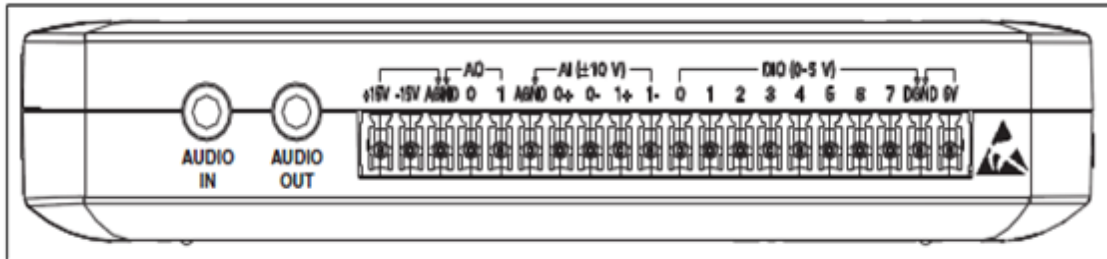 AO AI (±10 V) DIO (0-5 V)
+15V -15V AGND 0 1 AGND 0+ 0- 1+ 1- 0 1 2 3 4 5 6 7 DGND 5V
AUDIO IN
AUDIO OUT